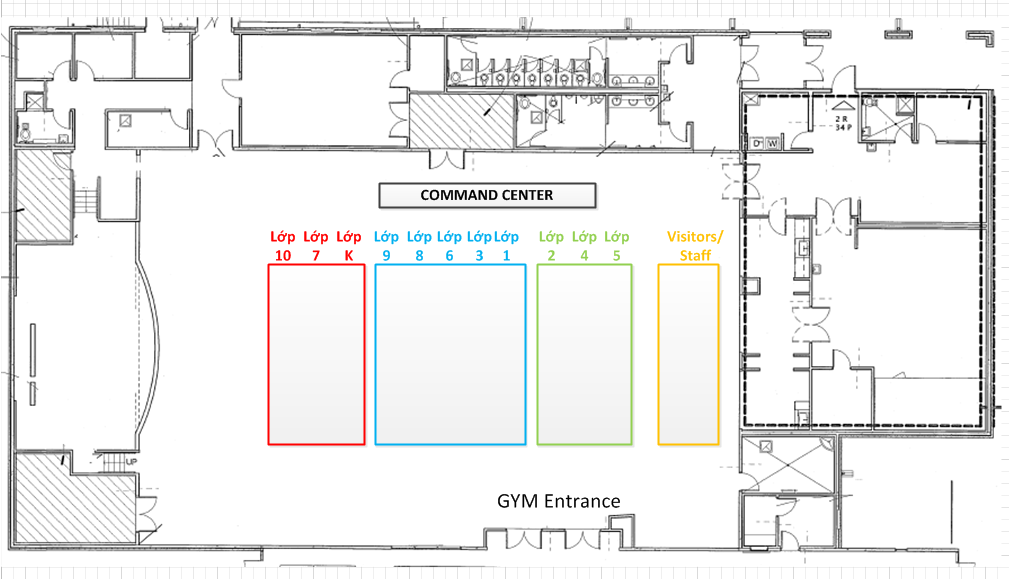 2 R
34 P
D W
COMMAND CENTER
Lớp Lớp Lớp Lớp Lớp Lớp Lớp Lớp Lớp Lớp Lớp Visitors/
10 7 K 9 8 6 3 1 2 4 5 Staff
UP
GYM Entrance